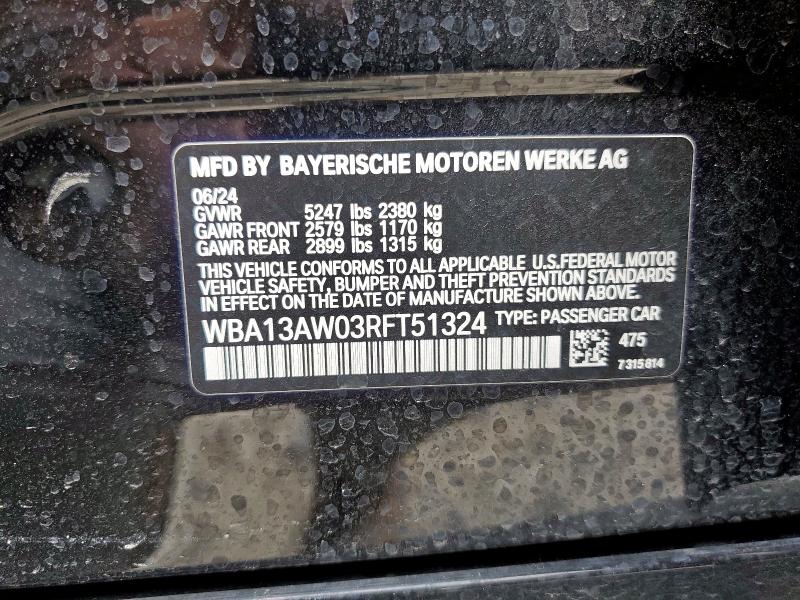 MFD BY BAYERISCHE MOTOREN WERKE AG
06/24
GVWR 5247 lbs 2380 kg
GAWR FRONT 2579 lbs 1170 kg
GAWR REAR 2899 lbs 1315 kg
THIS VEHICLE CONFORMS TO ALL APPLICABLE U.S.FEDERAL MOTOR
VEHICLE SAFETY, BUMPER AND THEFT PREVENTION STANDARDS
IN EFFECT ON THE DATE OF MANUFACTURE SHOWN ABOVE.
WBA13AW03RFT51324 TYPE: PASSENGER CAR
475
7315814